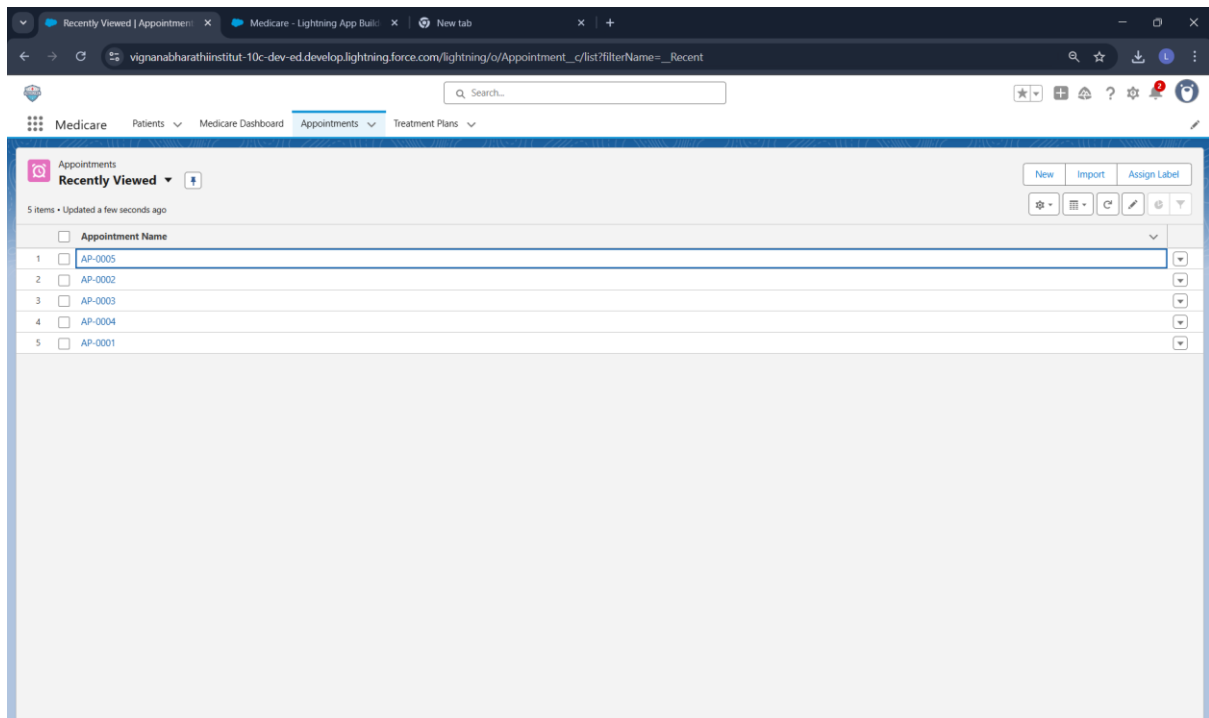 Recently Viewed | Appointment
Medicare - Lightning App Build
New tab
vignanabharathiinstitut-10c-dev-ed.develop.lightning.force.com/lightning/o/Appointment__c/list?filterName=__Recent
L
Search...
2
Medicare
Patients
Medicare Dashboard
Appointments
Treatment Plans
Appointments
Recently Viewed
New
Import
Assign Label
5 items • Updated a few seconds ago
Appointment Name
1 AP-0005
2 AP-0002
3 AP-0003
4 AP-0004
5 AP-0001